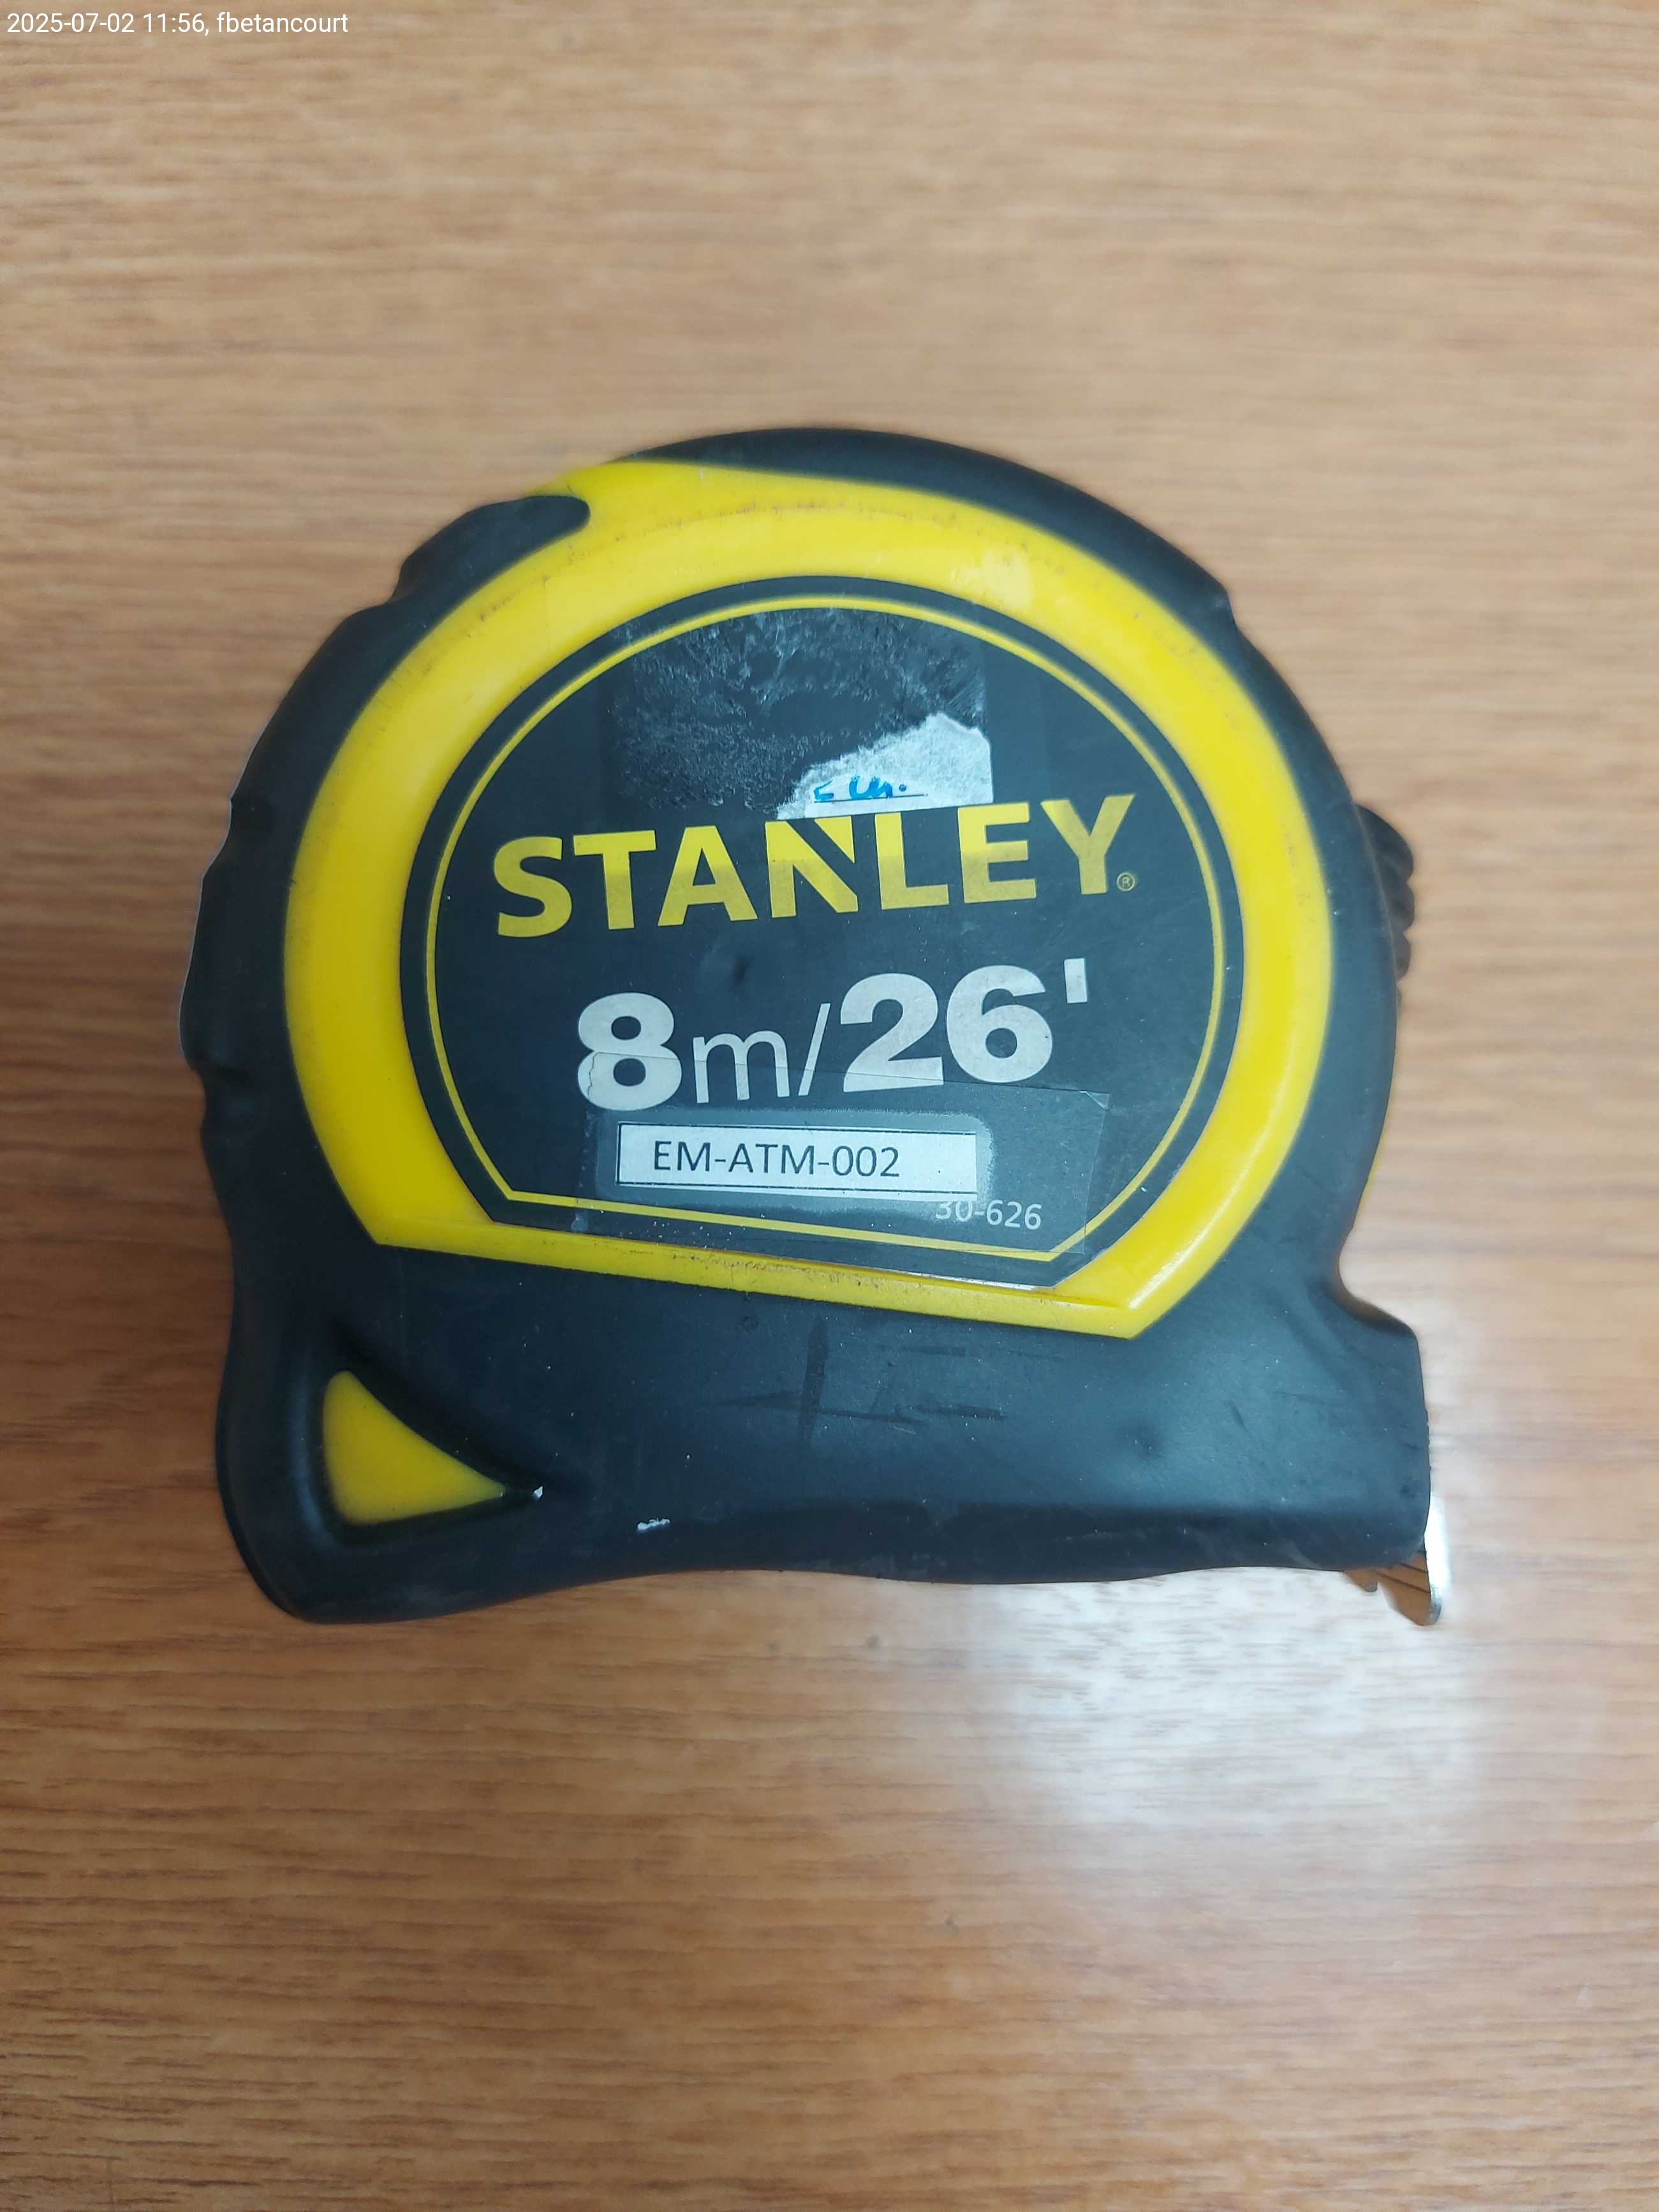 2025-07-02 11:56, fbetancourt
STANLEY®
8m/26'
EM-ATM-002
30-626